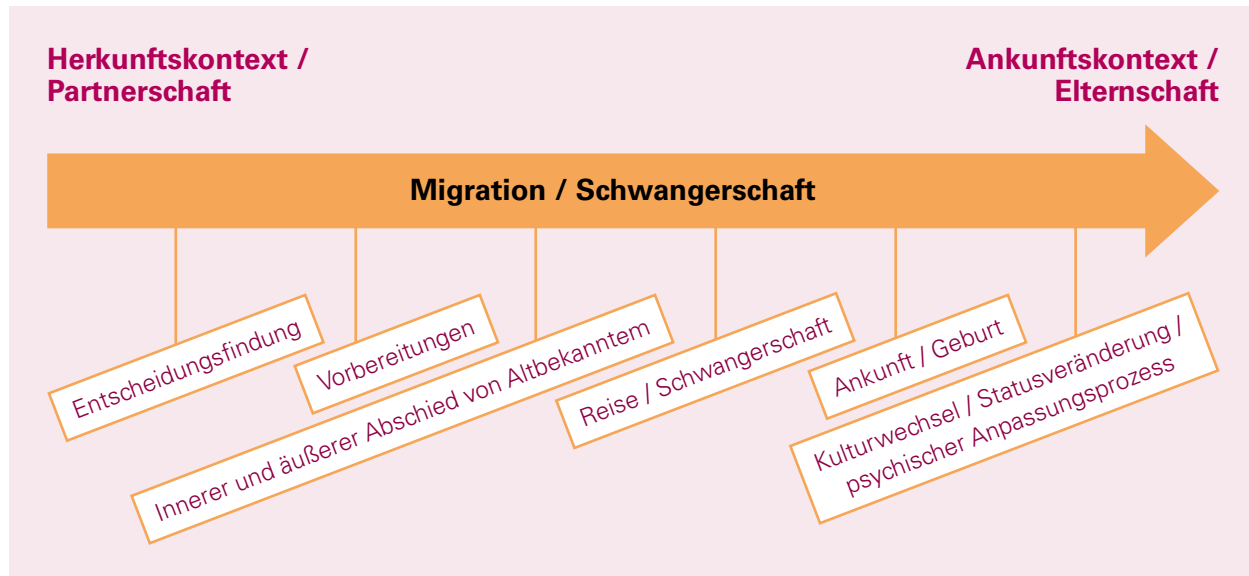 Herkunftskontext /
Partnerschaft
Ankunftskontext /
Elternschaft
Migration / Schwangerschaft
Entscheidungsfindung
Vorbereitungen
Innerer und äußerer Abschied von Altbekanntem
Reise / Schwangerschaft
Ankunft / Geburt
Kulturwechsel / Statusveränderung /
psychischer Anpassungsprozess